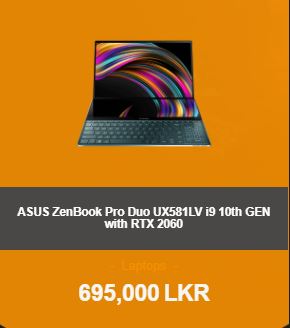 ASUS ZenBook Pro Duo UX581LV i9 10th GEN
with RTX 2060
- Laptops -
695,000 LKR